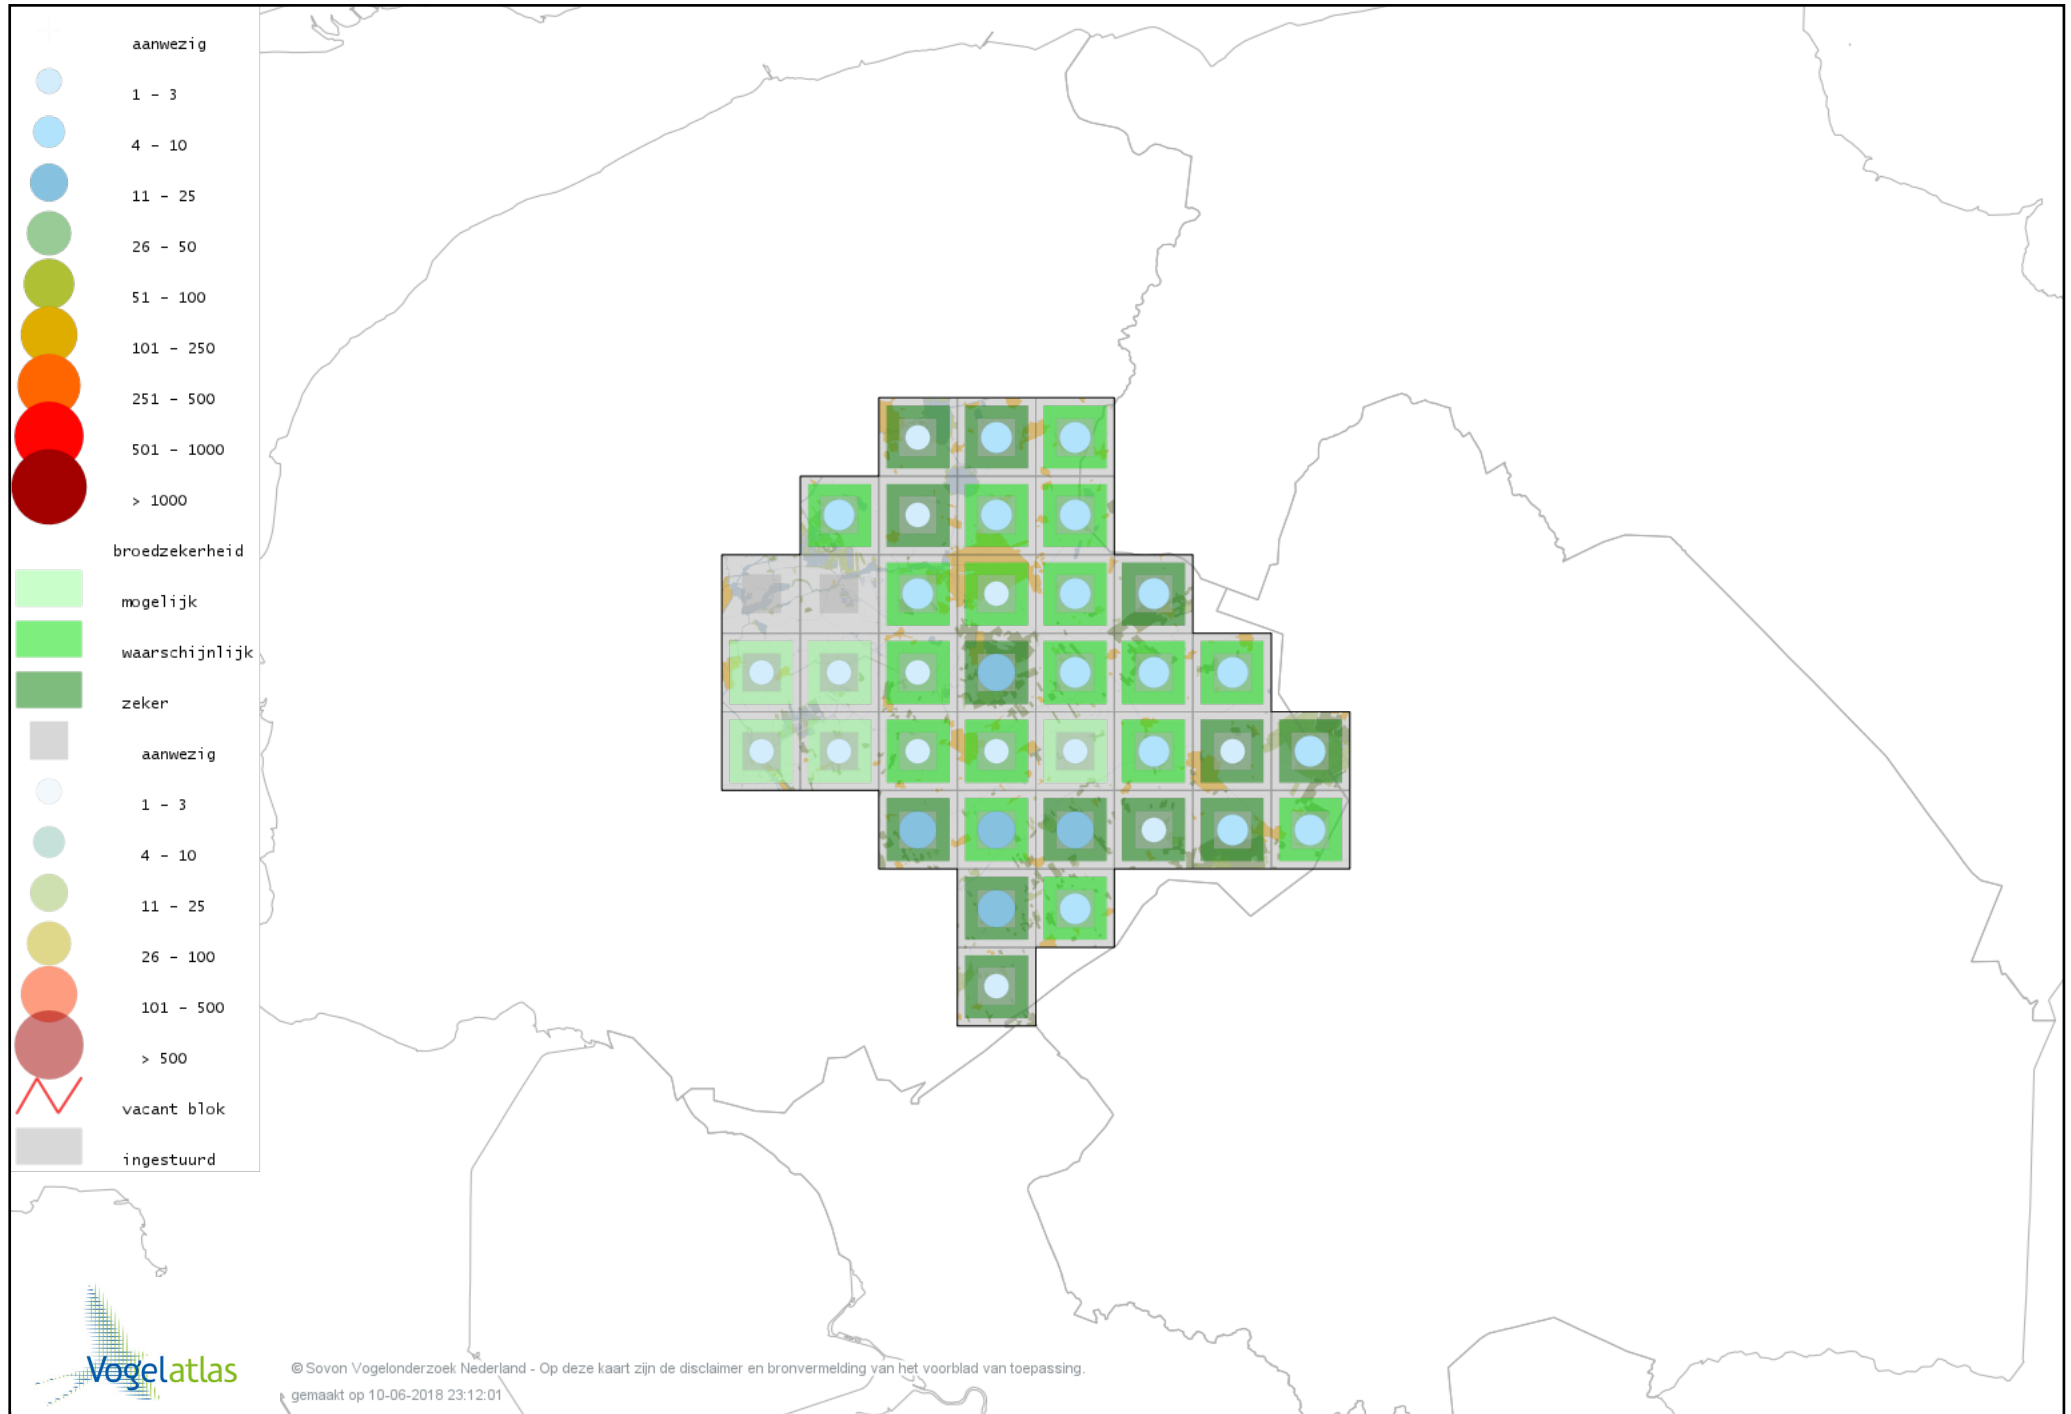 aanwezig
1 - 3
4 - 10
11 - 25
26 - 50
51 - 100
101 - 250
251 - 500
501 - 1000
> 1000
broedzekerheid
mogelijk
waarschijnlijk
zeker
aanwezig
1 - 3
4 - 10
11 - 25
26 - 100
101 - 500
> 500
vacant blok
ingestuurd
Vogelatlas
© Sovon Vogelonderzoek Nederland - Op deze kaart zijn de disclaimer en bronvermelding van het voorblad van toepassing.
gemaakt op 10-06-2018 23:12:01